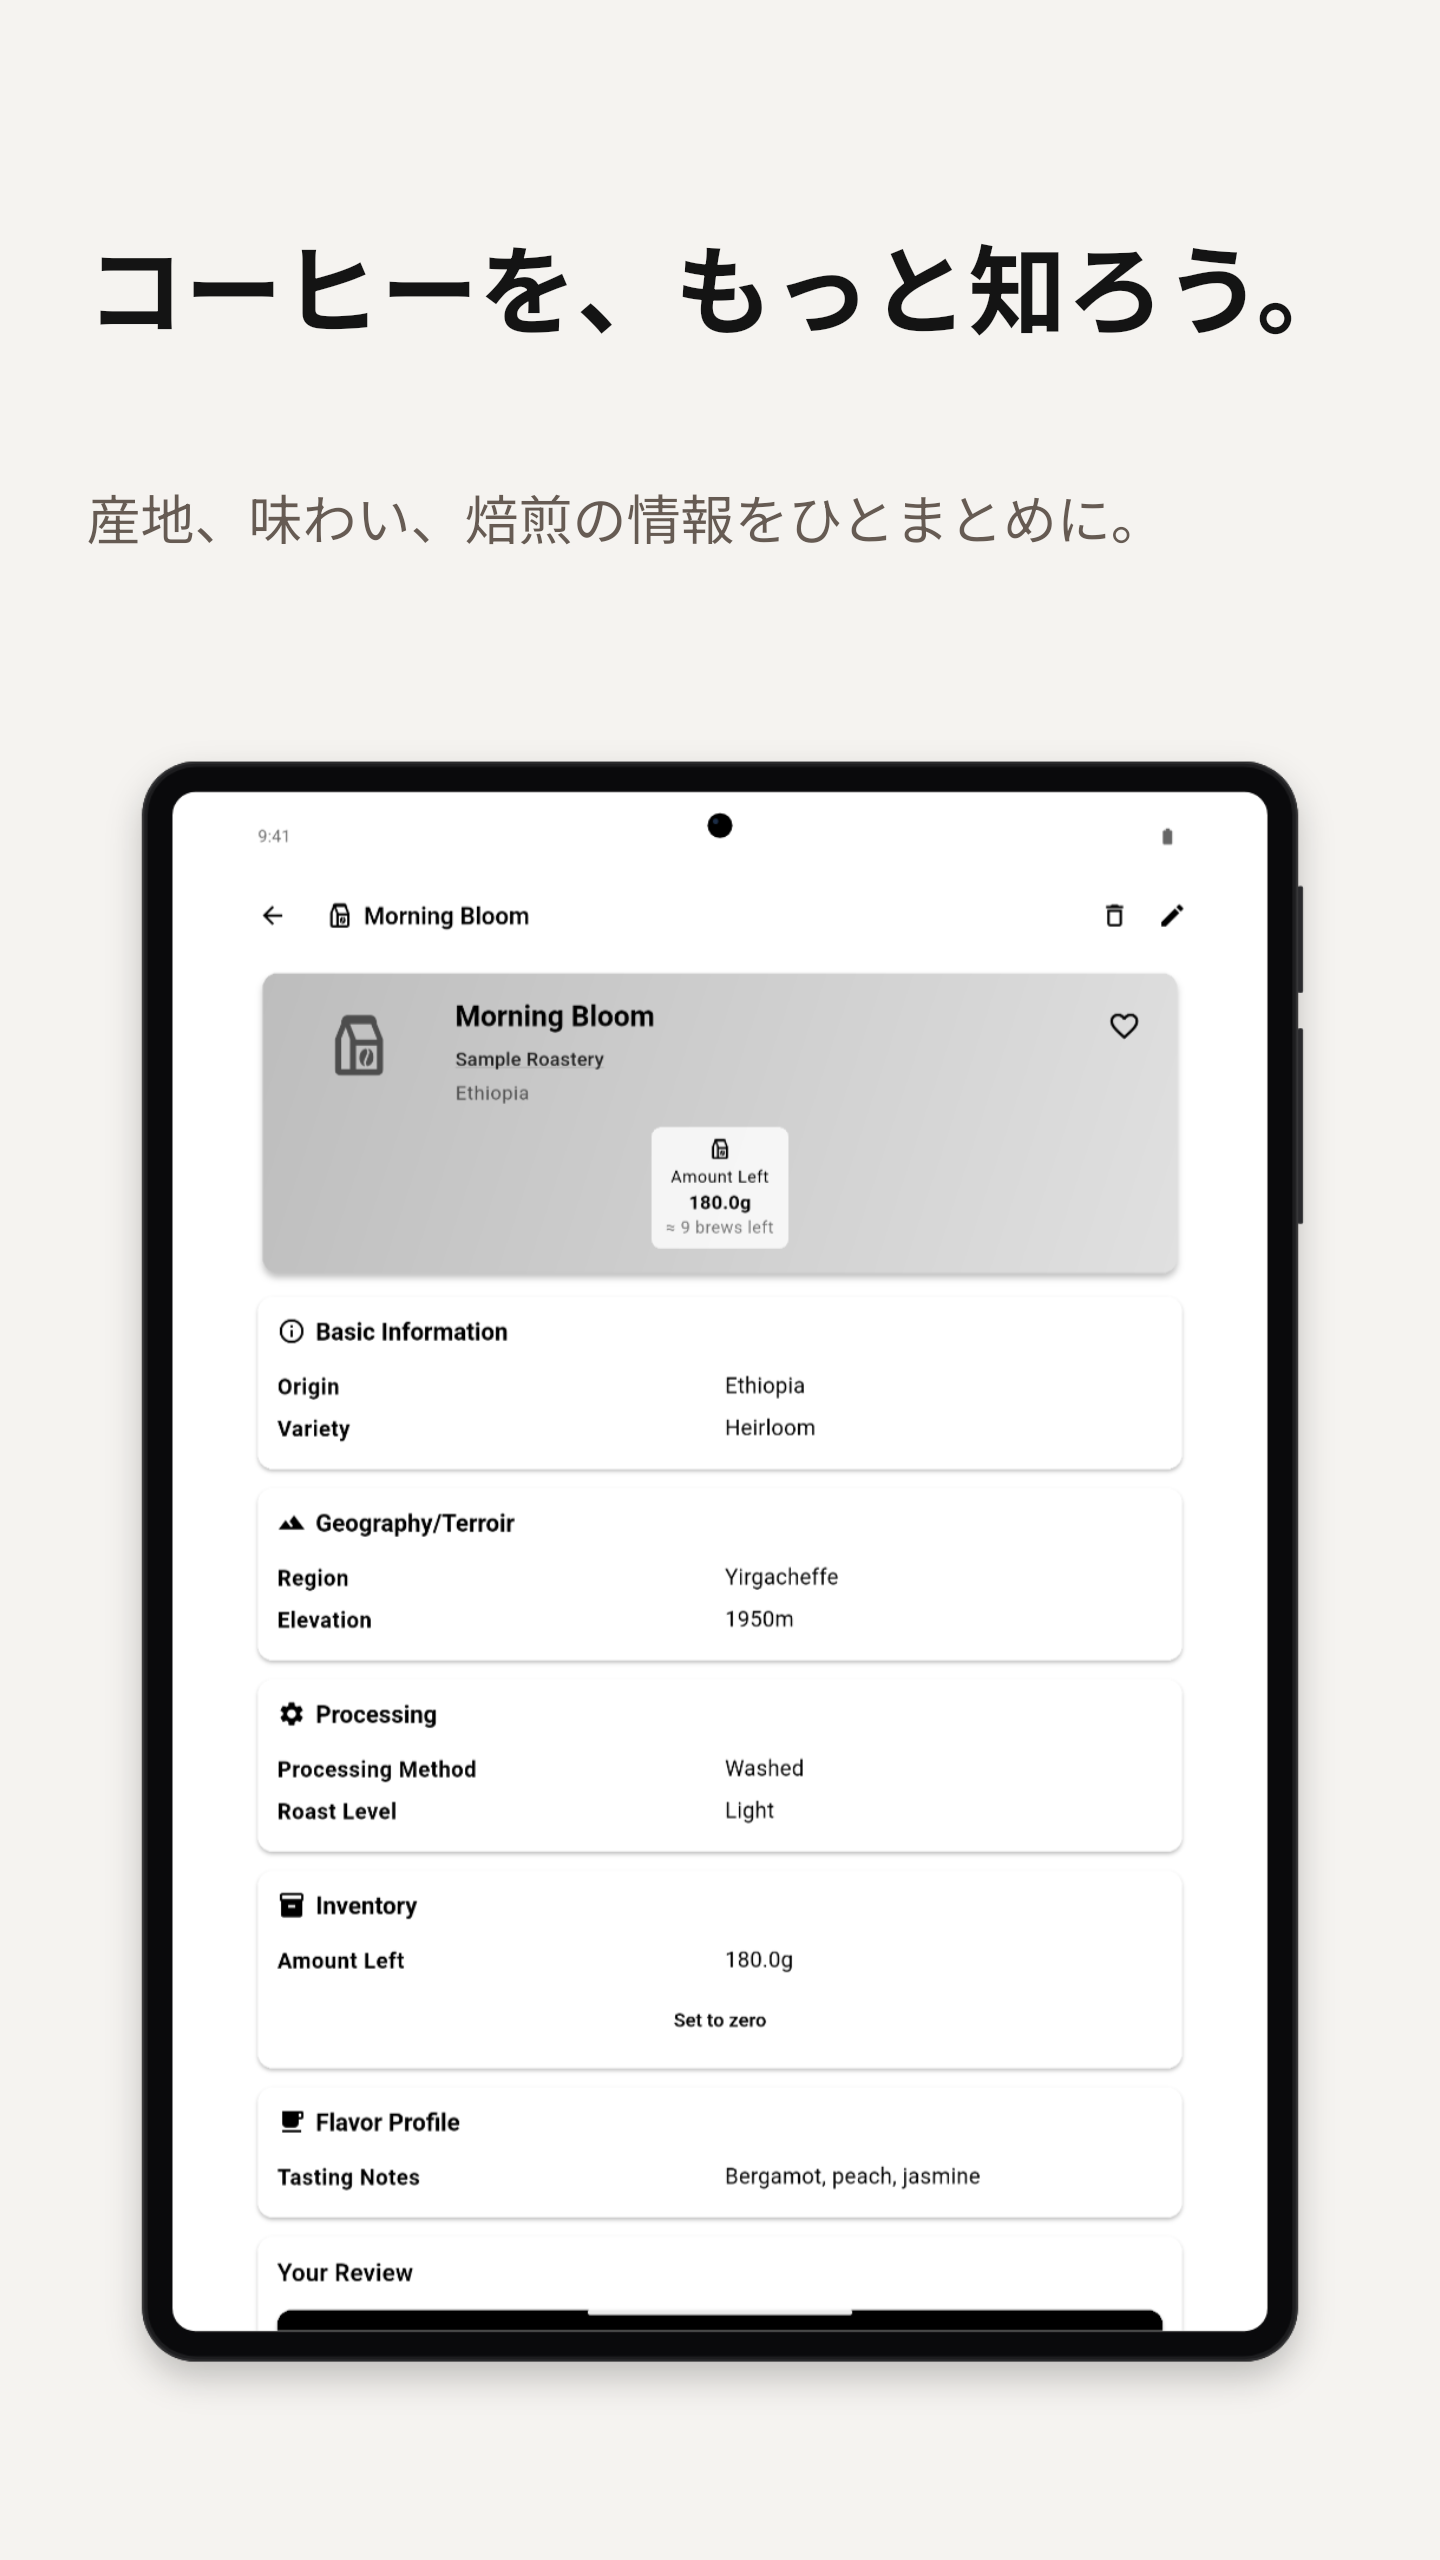 コーヒーを、もっと知ろう。
産地、味わい、焙煎の情報をひとまとめに。
9:41
Morning Bloom
Morning Bloom
Sample Roastery
Ethiopia
Amount Left
180.0g
≈ 9 brews left
Basic Information
Origin Ethiopia
Variety Heirloom
Geography/Terroir
Region Yirgacheffe
Elevation 1950m
Processing
Processing Method Washed
Roast Level Light
Inventory
Amount Left 180.0g
Set to zero
Flavor Profile
Tasting Notes Bergamot, peach, jasmine
Your Review